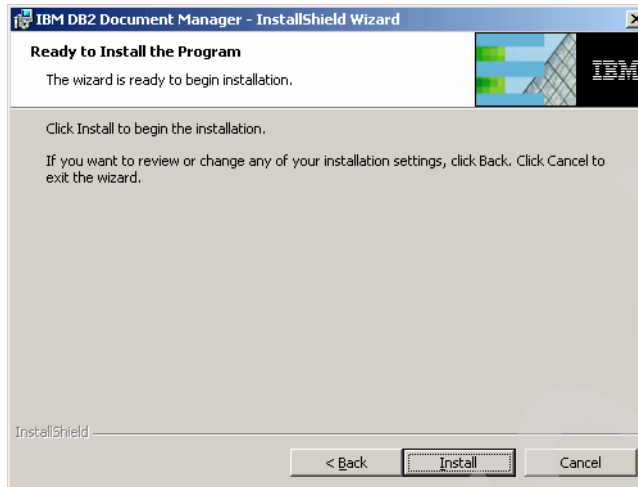 IBM DB2 Document Manager - InstallShield Wizard
Ready to Install the Program
The wizard is ready to begin installation.
IBM
Click Install to begin the installation.
If you want to review or change any of your installation settings, click Back. Click Cancel to
exit the wizard.
InstallShield
< Back
Install
Cancel